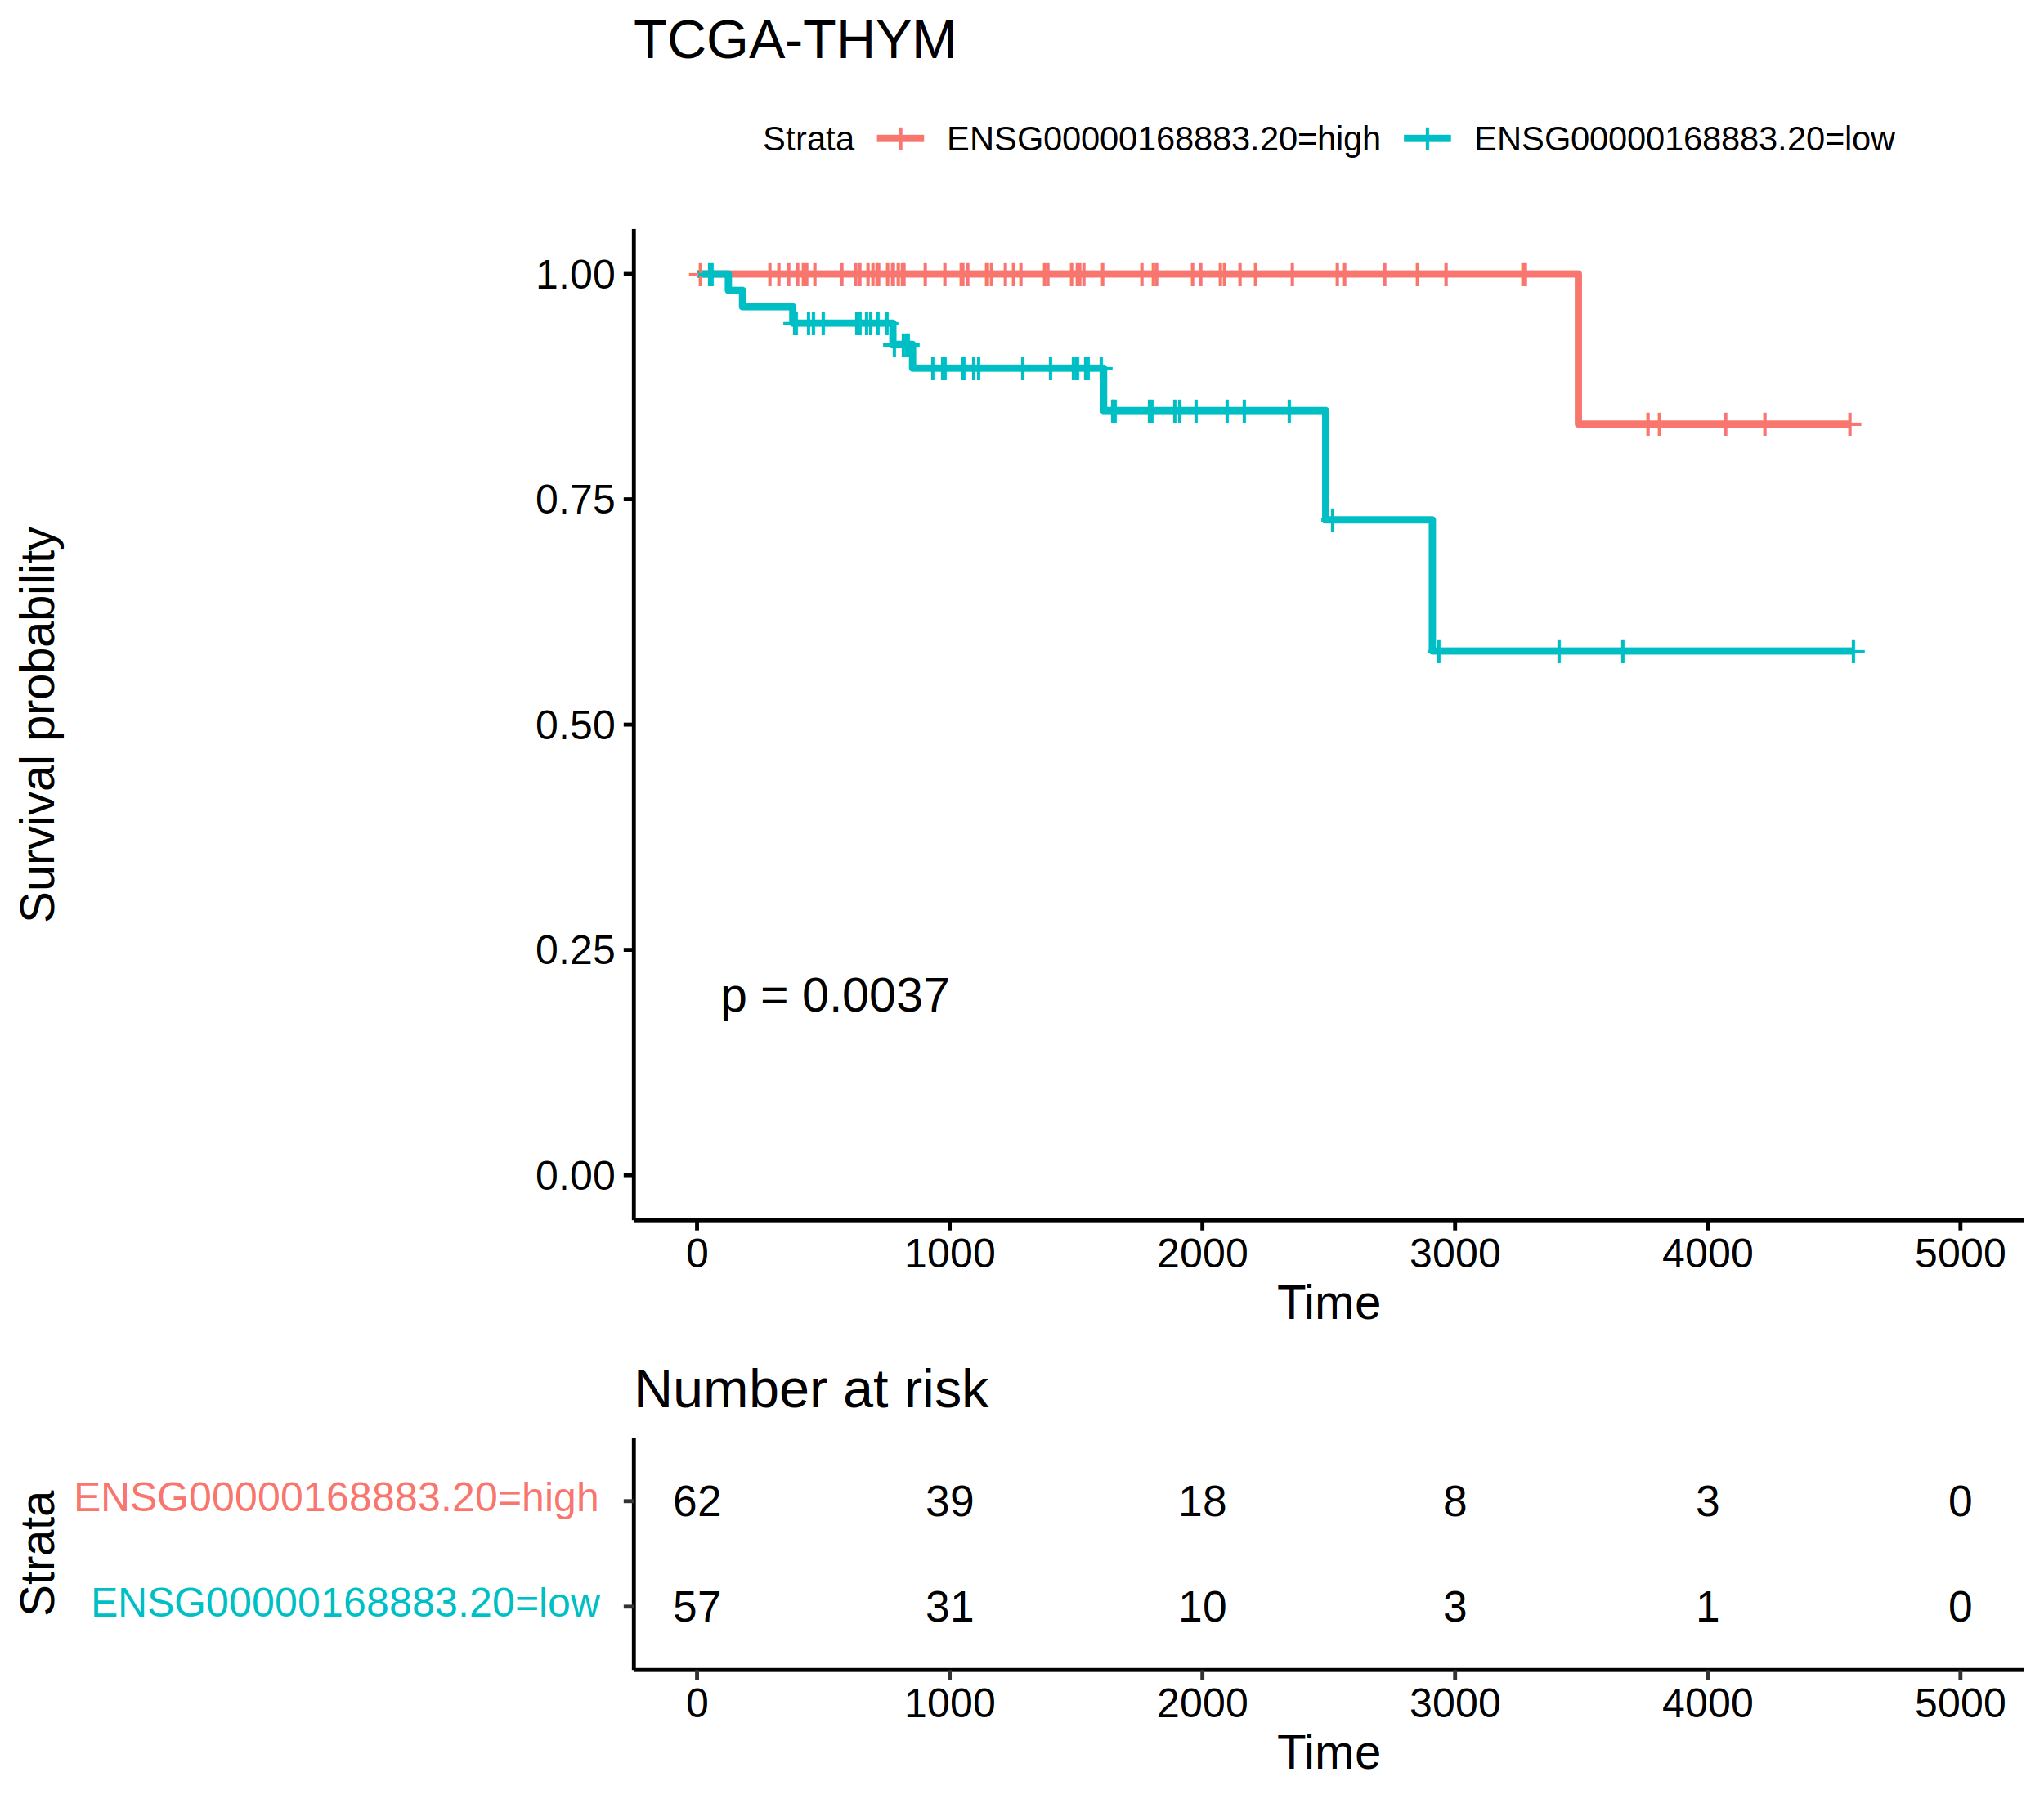 TCGA-THYM
Strata ENSG00000168883.20=high ENSG00000168883.20=low
Survival probability
1.00
0.75
0.50
0.25
p = 0.0037
0.00
0 1000 2000 3000 4000 5000
Time
Number at risk
Strata
ENSG00000168883.20=high 62 39 18 8 3 0
ENSG00000168883.20=low 57 31 10 3 1 0
0 1000 2000 3000 4000 5000
Time